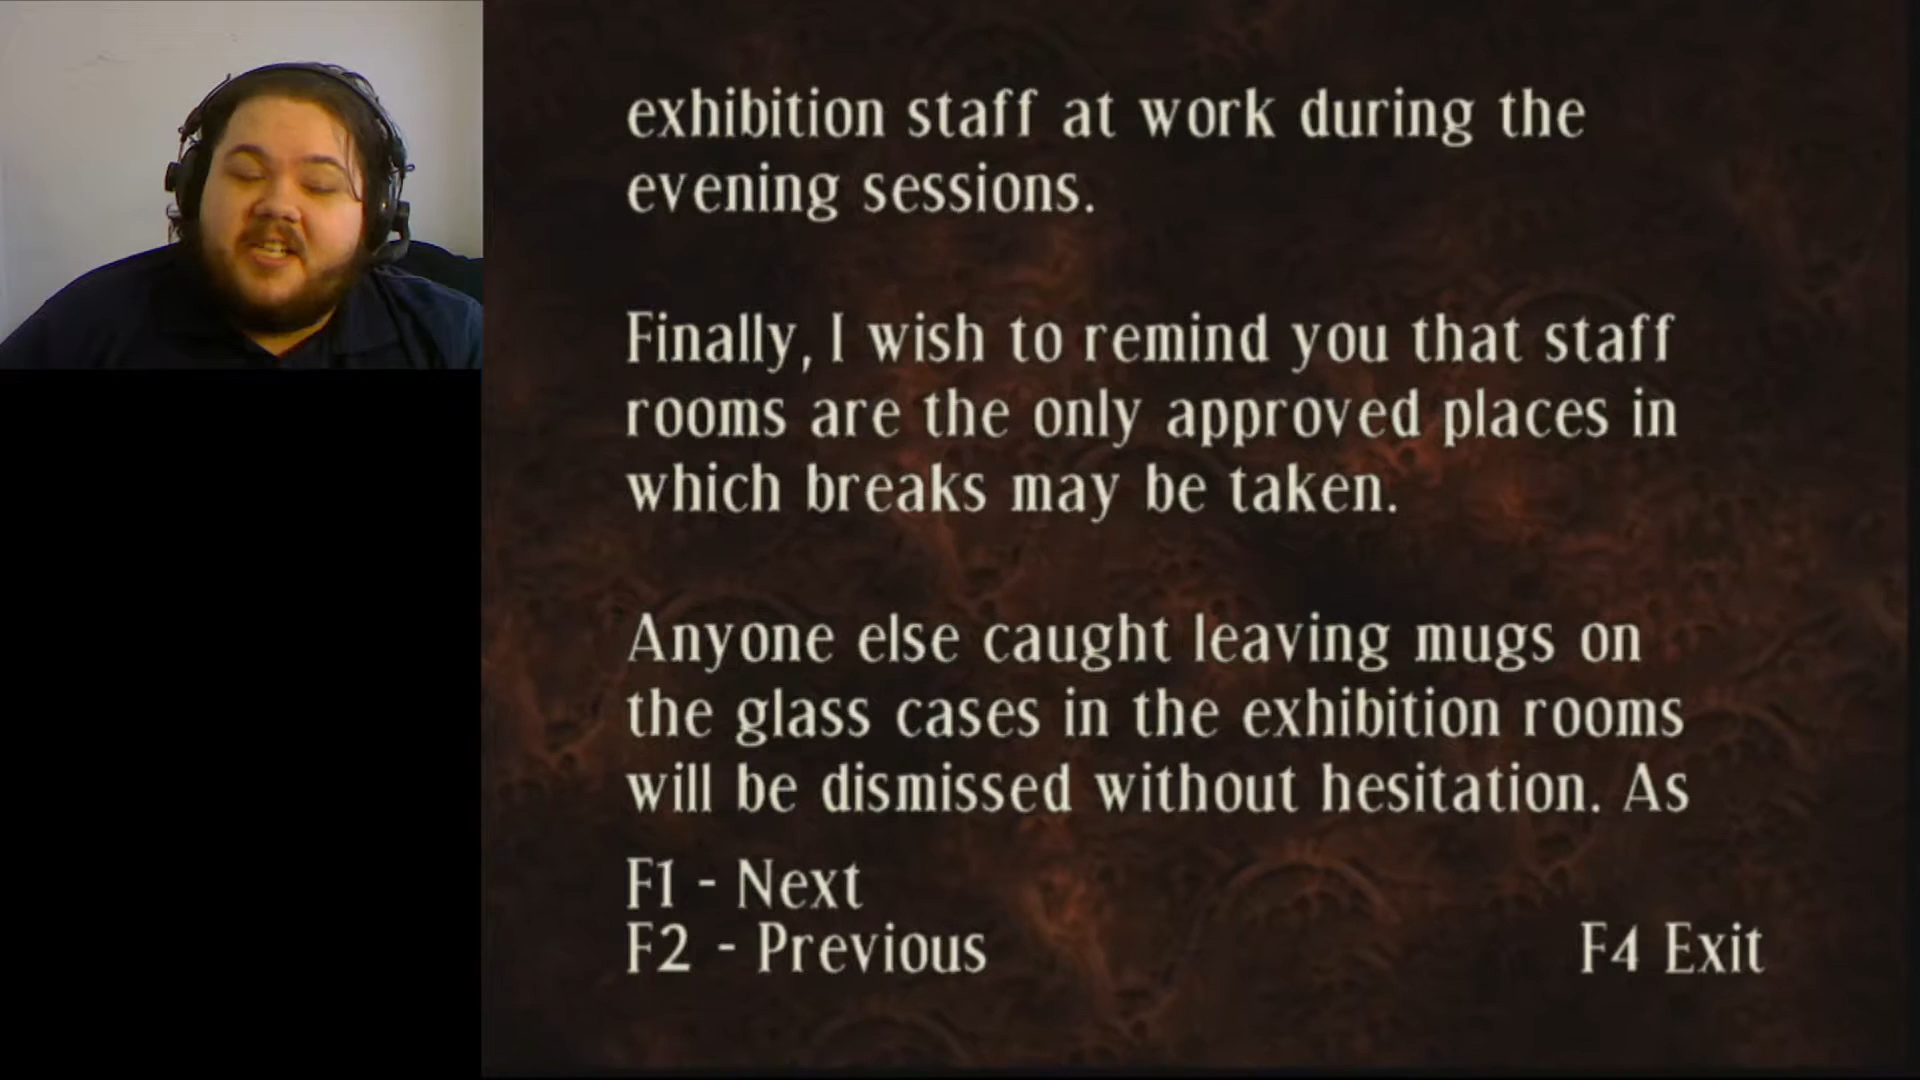 exhibition staff at work during the
evening sessions.
Finally, I wish to remind you that staff
rooms are the only approved places in
which breaks may be taken.
Anyone else caught leaving mugs on
the glass cases in the exhibition rooms
will be dismissed without hesitation. As
F1 - Next
F2 - Previous
F4 Exit